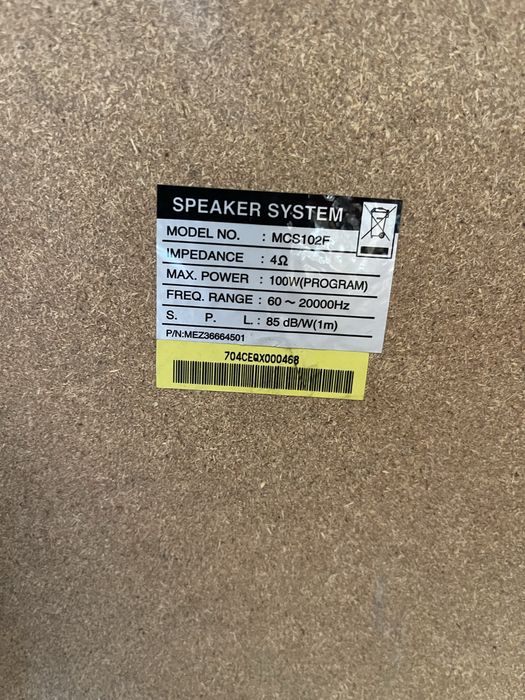 SPEAKER SYSTEM
MODEL NO. : MCS102F
IMPEDANCE : 4Ω
MAX. POWER : 100W(PROGRAM)
FREQ. RANGE : 60 ~ 20000Hz
S. P. L. : 85 dB/W(1m)
P/N:MEZ36664501
704CEQX000468